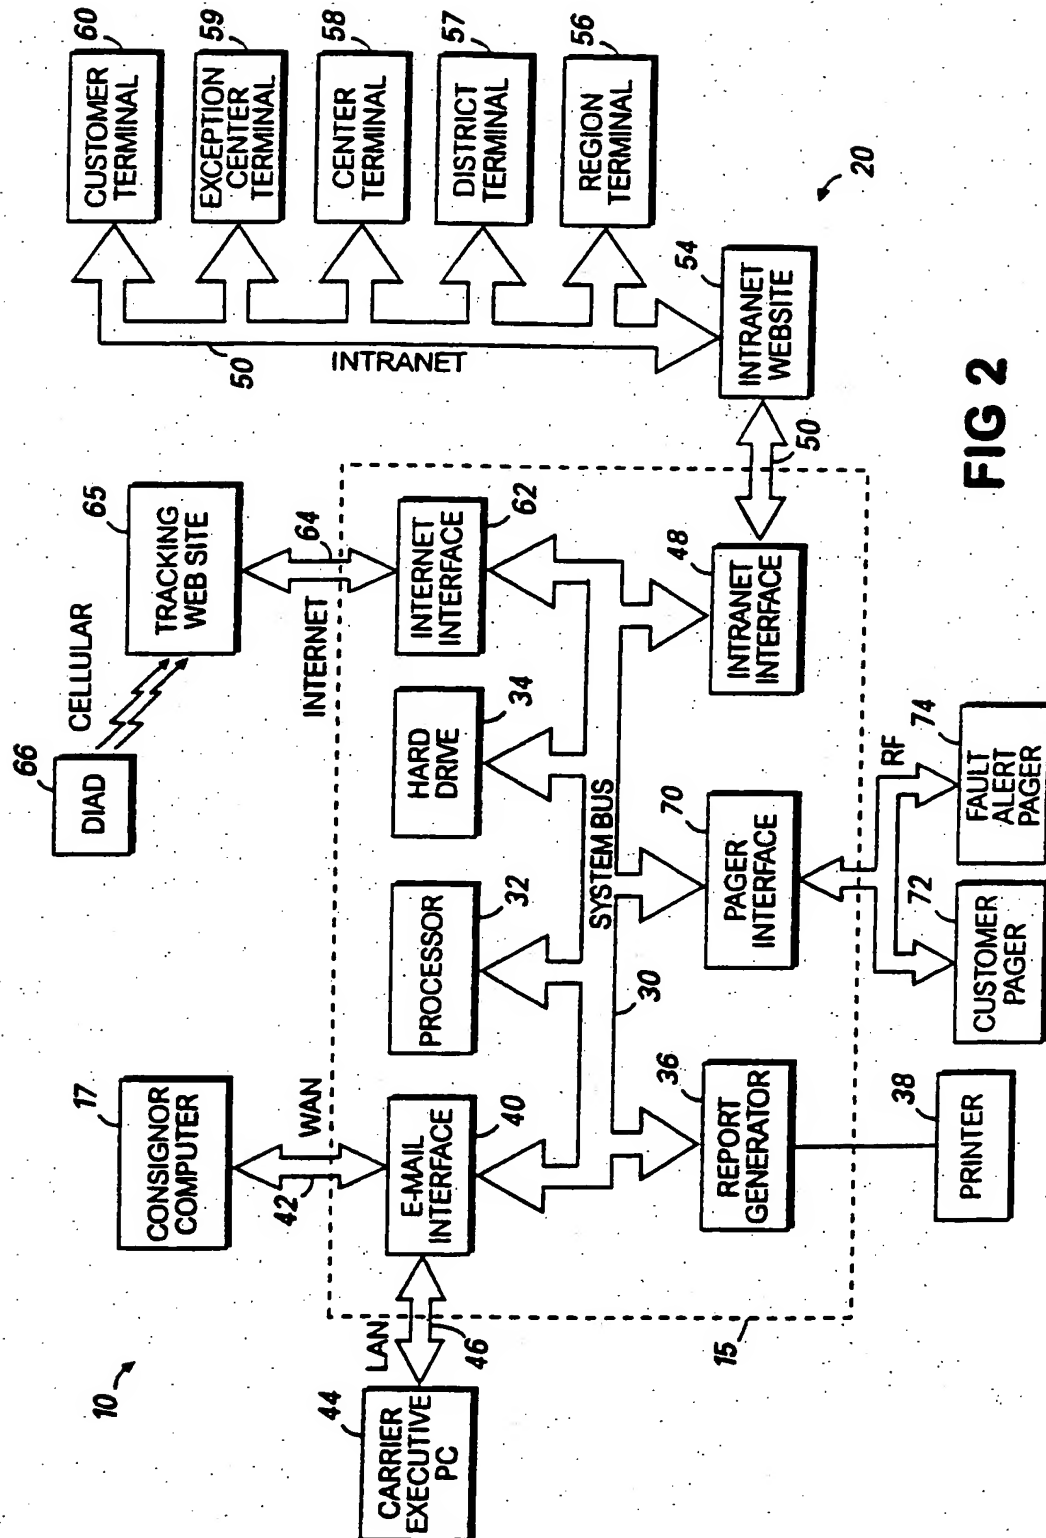 10
44
CARRIER
EXECUTIVE
PC
LAN
46
17
CONSIGNOR
COMPUTER
WAN
42
E-MAIL
INTERFACE
40
66
DIAD
CELLULAR
65
TRACKING
WEB SITE
INTERNET
64
PROCESSOR
32
HARD
DRIVE
34
INTERNET
INTERFACE
62
SYSTEM BUS
30
REPORT
GENERATOR
36
PAGER
INTERFACE
70
INTRANET
INTERFACE
48
15
PRINTER
38
CUSTOMER
PAGER
72
RF
FAULT
ALERT
PAGER
74
50
INTRANET
WEBSITE
54
50
INTRANET
CUSTOMER
TERMINAL
60
EXCEPTION
CENTER
TERMINAL
59
CENTER
TERMINAL
58
DISTRICT
TERMINAL
57
REGION
TERMINAL
56
20
FIG 2